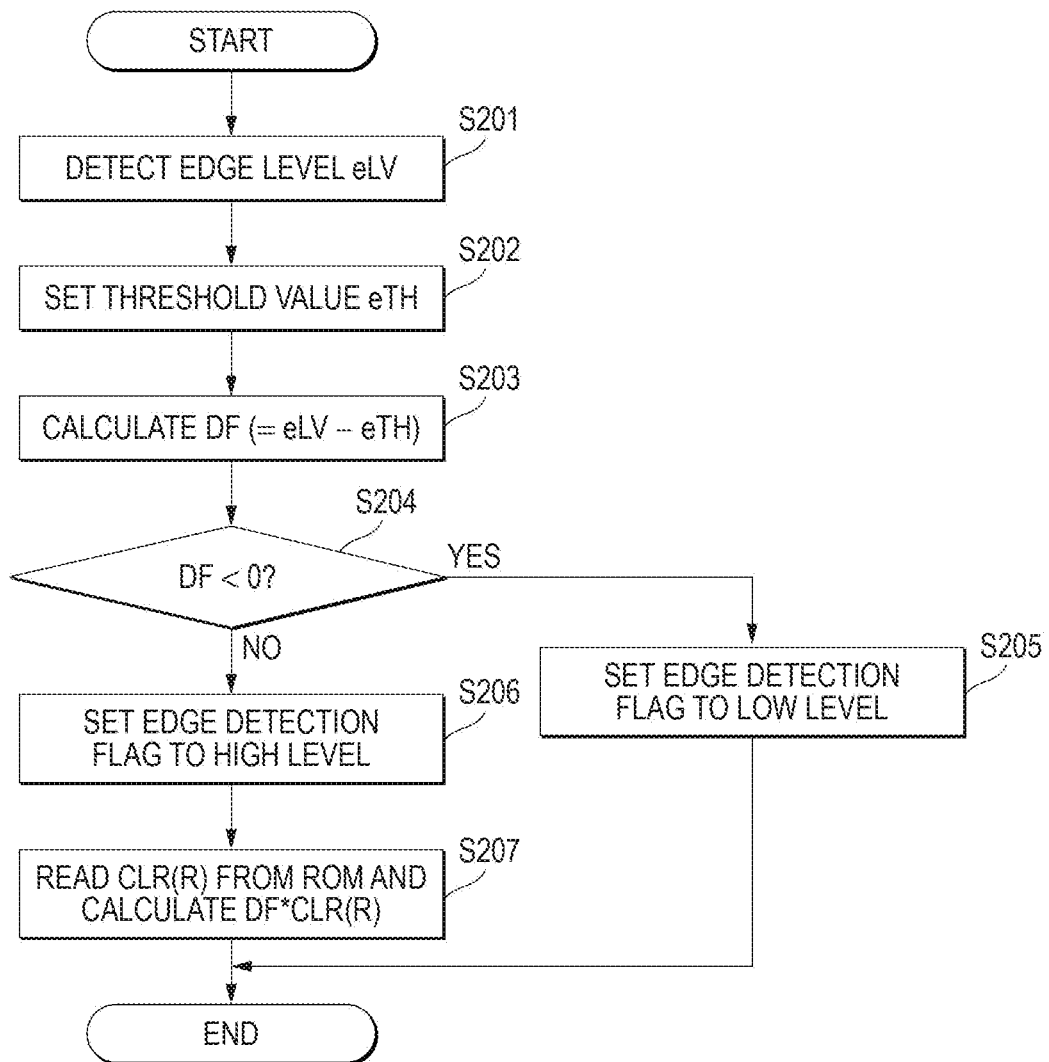 START
S201
DETECT EDGE LEVEL eLV
S202
SET THRESHOLD VALUE eTH
S203
CALCULATE DF (= eLV – eTH)
S204
DF < 0?
YES
NO
S205
SET EDGE DETECTION
FLAG TO LOW LEVEL
S206
SET EDGE DETECTION
FLAG TO HIGH LEVEL
S207
READ CLR(R) FROM ROM AND
CALCULATE DF*CLR(R)
END